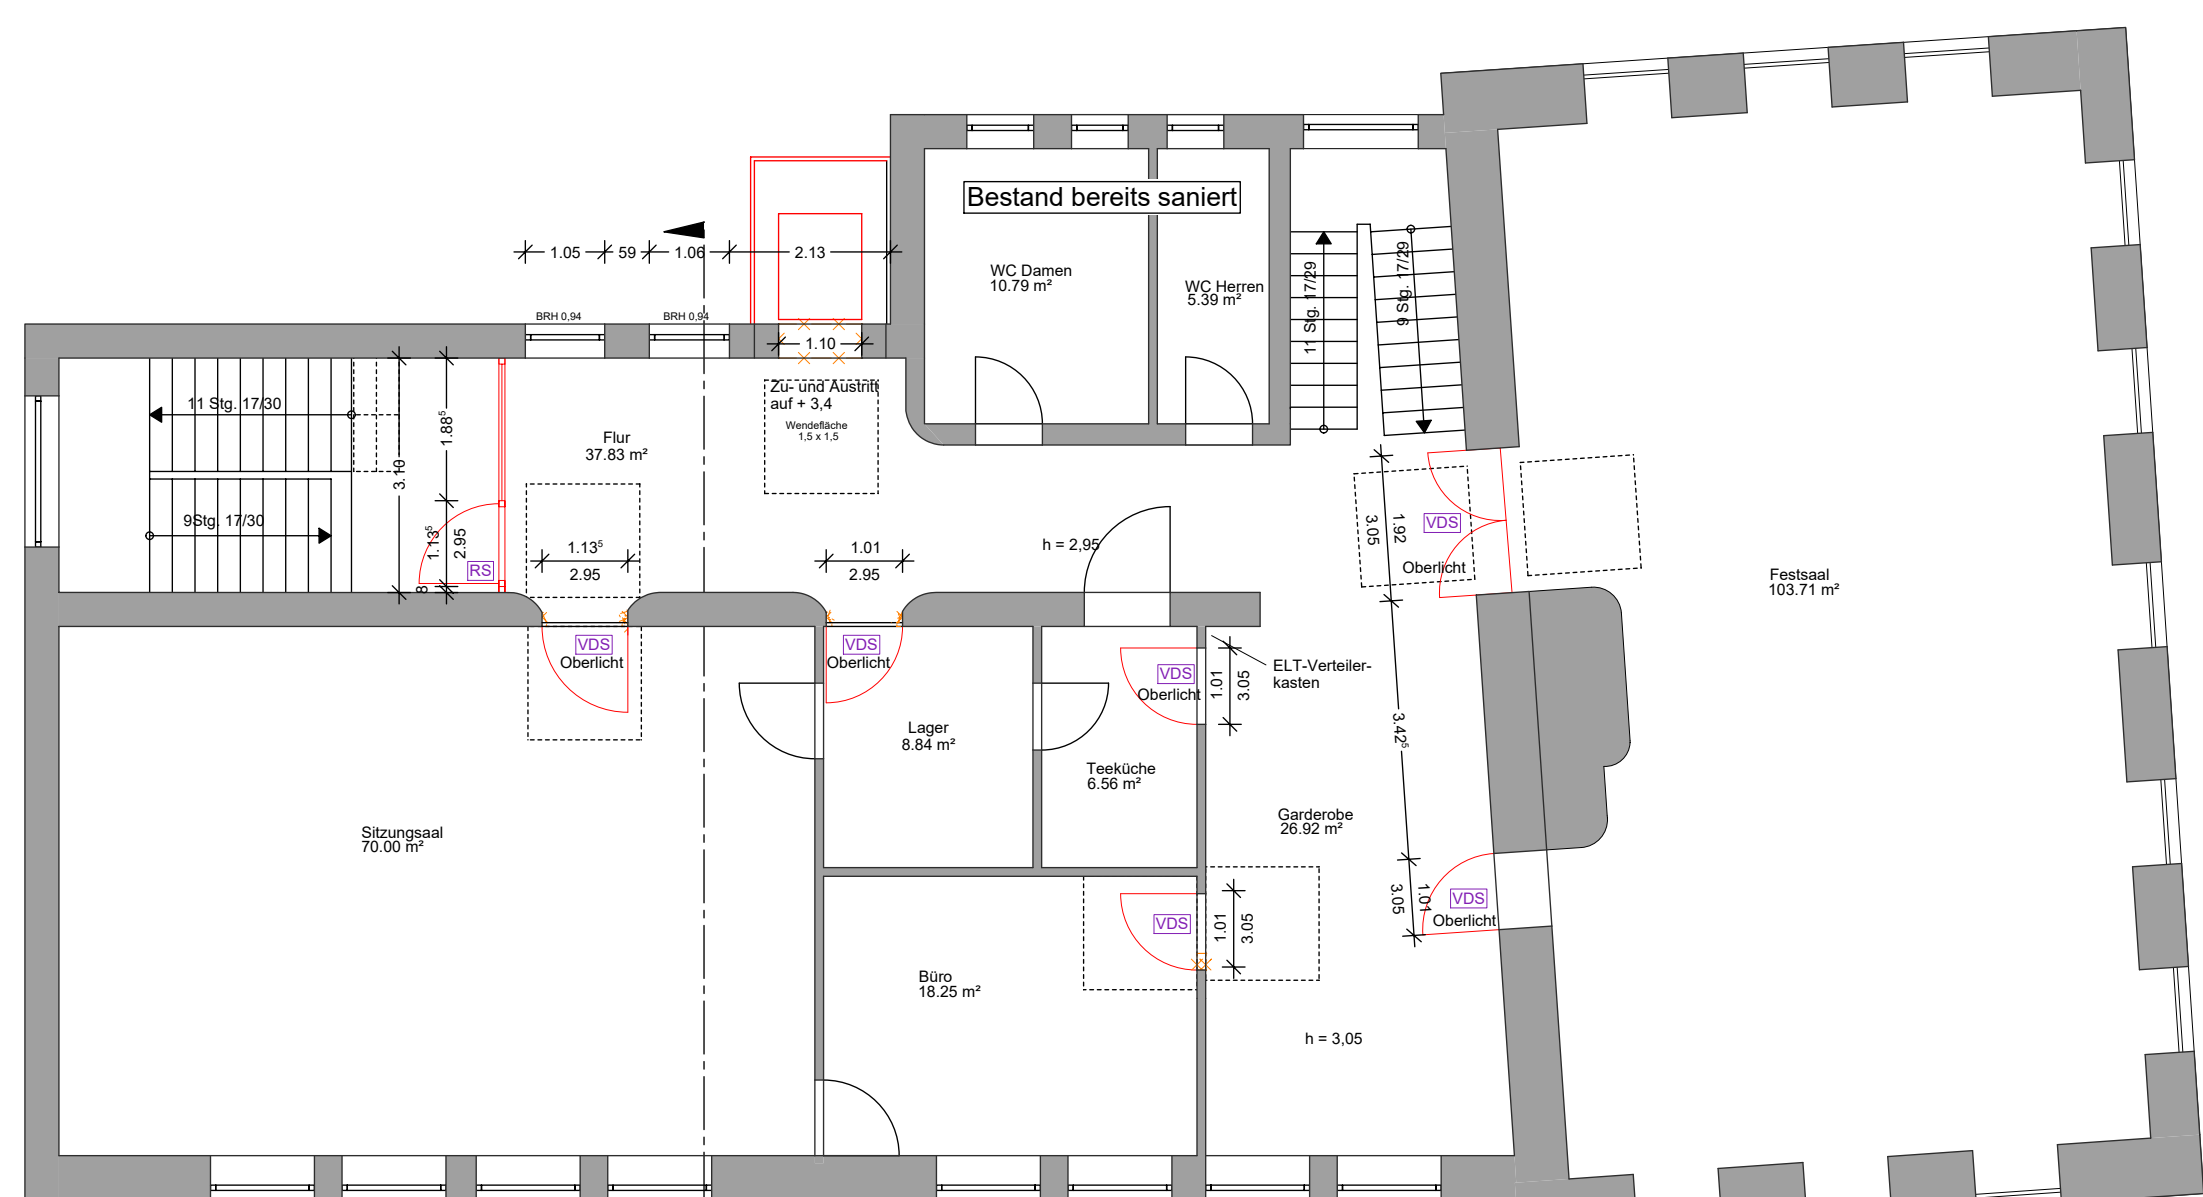 Bestand bereits saniert
1.05
59
1.06
2.13
WC Damen
10.79 m²
WC Herren
5.39 m²
11 Stg. 17/29
9 Stg. 17/29
BRH 0,94
BRH 0,94
1.10
Zu- und Austritt
auf + 3,4
Wendefläche
1,5 x 1,5
11 Stg. 17/30
9Stg. 17/30
3.10
1.88⁵
1.13⁵
2.95
8
RS
Flur
37.83 m²
1.13⁵
2.95
1.01
2.95
h = 2,95
1.92
3.05
VDS
Oberlicht
Festsaal
103.71 m²
VDS
Oberlicht
VDS
Oberlicht
VDS
Oberlicht
1.01
3.05
ELT-Verteiler-
kasten
3.42⁵
Lager
8.84 m²
Teeküche
6.56 m²
Garderobe
26.92 m²
Sitzungsaal
70.00 m²
VDS
1.01
3.05
1.01
3.05
VDS
Oberlicht
Büro
18.25 m²
h = 3,05